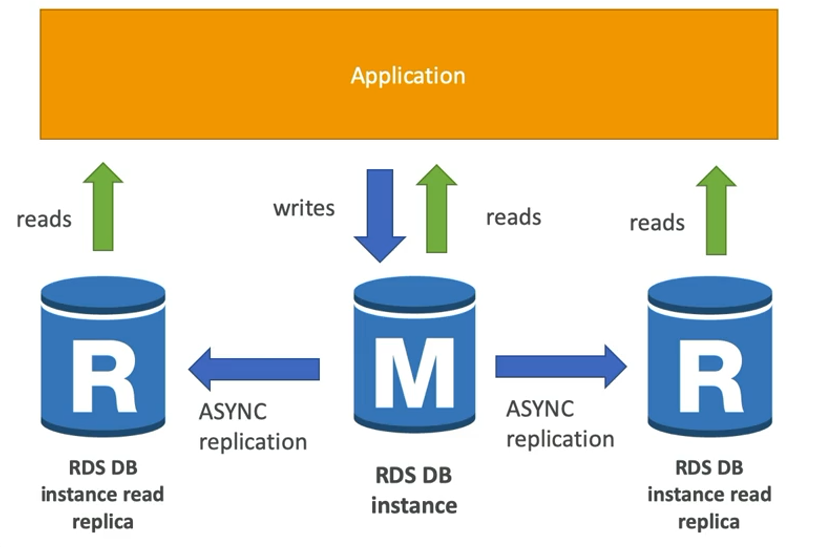 Application
reads
writes
reads
reads
R
M
R
ASYNC
replication
ASYNC
replication
RDS DB
instance read
replica
RDS DB
instance
RDS DB
instance read
replica